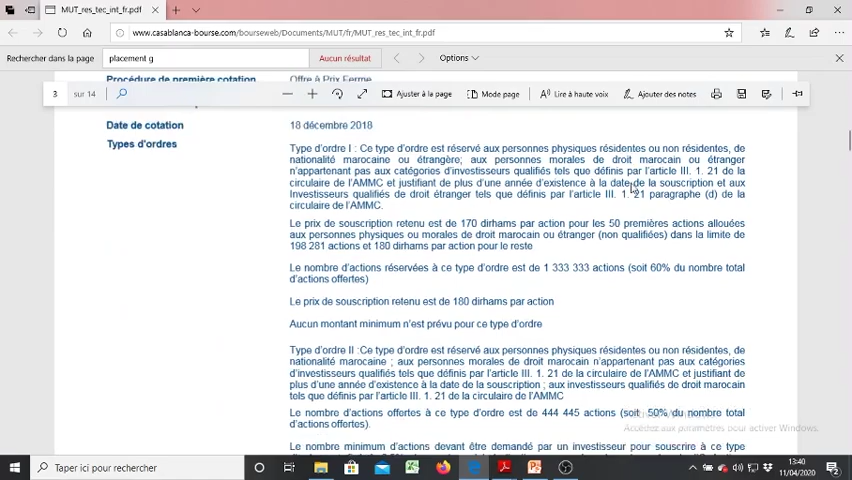 MUT_res_tec_int_fr.pdf
www.casablanca-bourse.com/bourseweb/Documents/MUT/fr/MUT_res_tec_int_fr.pdf
Rechercher dans la page
placement g
Aucun résultat
Options
Procédure de première cotation
Offre à Prix Ferme
3 sur 14
Ajuster à la page
Mode page
Lire à haute voix
Ajouter des notes
Date de cotation
18 décembre 2018
Types d'ordres
Type d'ordre I : Ce type d'ordre est réservé aux personnes physiques résidentes ou non résidentes, de
nationalité marocaine ou étrangère; aux personnes morales de droit marocain ou étranger
n'appartenant pas aux catégories d'investisseurs qualifiés tels que définis par l'article III. 1. 21 de la
circulaire de l'AMMC et justifiant de plus d'une année d'existence à la date de la souscription et aux
Investisseurs qualifiés de droit étranger tels que définis par l'article III. 1. 21 paragraphe (d) de la
circulaire de l'AMMC.
Le prix de souscription retenu est de 170 dirhams par action pour les 50 premières actions allouées
aux personnes physiques ou morales de droit marocain ou étranger (non qualifiées) dans la limite de
198 281 actions et 180 dirhams par action pour le reste
Le nombre d'actions réservées à ce type d'ordre est de 1 333 333 actions (soit 60% du nombre total
d'actions offertes)
Le prix de souscription retenu est de 180 dirhams par action
Aucun montant minimum n'est prévu pour ce type d'ordre
Type d'ordre II :Ce type d'ordre est réservé aux personnes physiques résidentes ou non résidentes, de
nationalité marocaine ; aux personnes morales de droit marocain n'appartenant pas aux catégories
d'investisseurs qualifiés tels que définis par l'article III. 1. 21 de la circulaire de l'AMMC et justifiant de
plus d'une année d'existence à la date de la souscription ; aux investisseurs qualifiés de droit marocain
tels que définis par l'article III. 1. 21 de la circulaire de l'AMMC
Le nombre d'actions offertes à ce type d'ordre est de 444 445 actions (soit 50% du nombre total
d'actions offertes).
Accédez aux paramètres pour activer Windows.
Le nombre minimum d'actions devant être demandé par un investisseur pour souscrire à ce type
Taper ici pour rechercher
13:40
11/04/2020
2